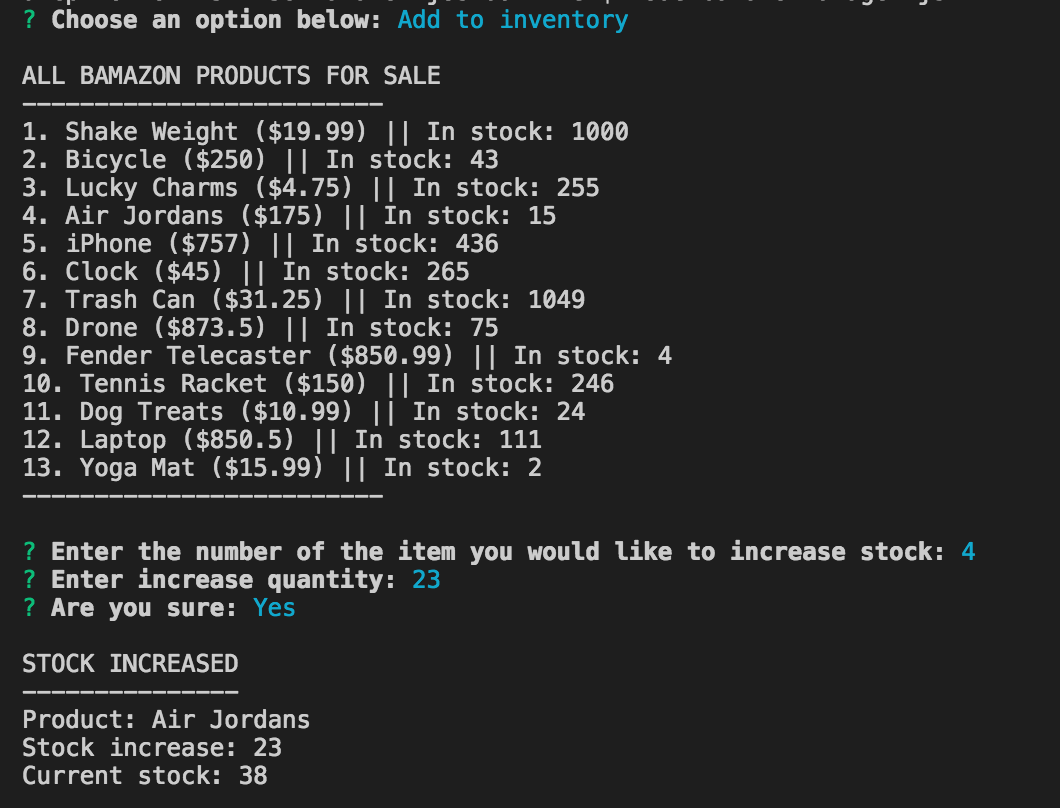 ? Choose an option below: Add to inventory
ALL BAMAZON PRODUCTS FOR SALE
-------------------------
1. Shake Weight ($19.99) || In stock: 1000
2. Bicycle ($250) || In stock: 43
3. Lucky Charms ($4.75) || In stock: 255
4. Air Jordans ($175) || In stock: 15
5. iPhone ($757) || In stock: 436
6. Clock ($45) || In stock: 265
7. Trash Can ($31.25) || In stock: 1049
8. Drone ($873.5) || In stock: 75
9. Fender Telecaster ($850.99) || In stock: 4
10. Tennis Racket ($150) || In stock: 246
11. Dog Treats ($10.99) || In stock: 24
12. Laptop ($850.5) || In stock: 111
13. Yoga Mat ($15.99) || In stock: 2
-------------------------
? Enter the number of the item you would like to increase stock: 4
? Enter increase quantity: 23
? Are you sure: Yes
STOCK INCREASED
---------------
Product: Air Jordans
Stock increase: 23
Current stock: 38